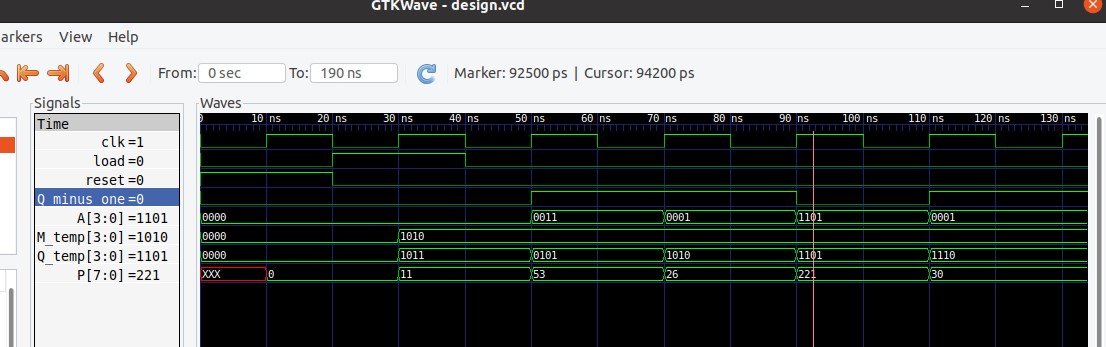 GTKWave - design.vcd
arkers View Help
From: 0 sec To: 190 ns Marker: 92500 ps | Cursor: 94200 ps
Signals Waves
Time 0 10 ns 20 ns 30 ns 40 ns 50 ns 60 ns 70 ns 80 ns 90 ns 100 ns 110 ns 120 ns 130 ns
clk =1
load =0
reset =0
Q_minus_one =0
A[3:0] =1101 0000 0011 0001 1101 0001
M_temp[3:0] =1010 0000 1010
Q_temp[3:0] =1101 0000 1011 0101 1010 1101 1110
P[7:0] =221 XXX 0 11 53 26 221 30